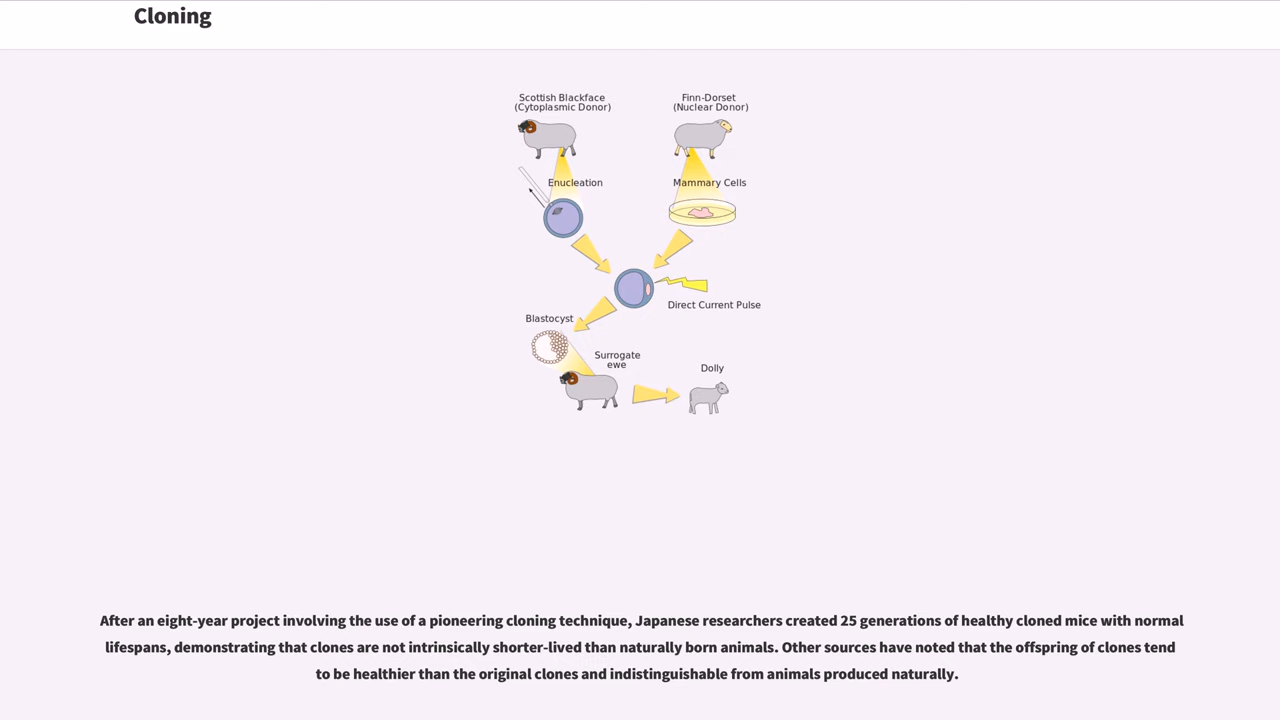 Cloning
Scottish Blackface
(Cytoplasmic Donor)
Finn-Dorset
(Nuclear Donor)
Enucleation
Mammary Cells
Direct Current Pulse
Blastocyst
Surrogate
ewe
Dolly
After an eight-year project involving the use of a pioneering cloning technique, Japanese researchers created 25 generations of healthy cloned mice with normal
lifespans, demonstrating that clones are not intrinsically shorter-lived than naturally born animals. Other sources have noted that the offspring of clones tend
to be healthier than the original clones and indistinguishable from animals produced naturally.